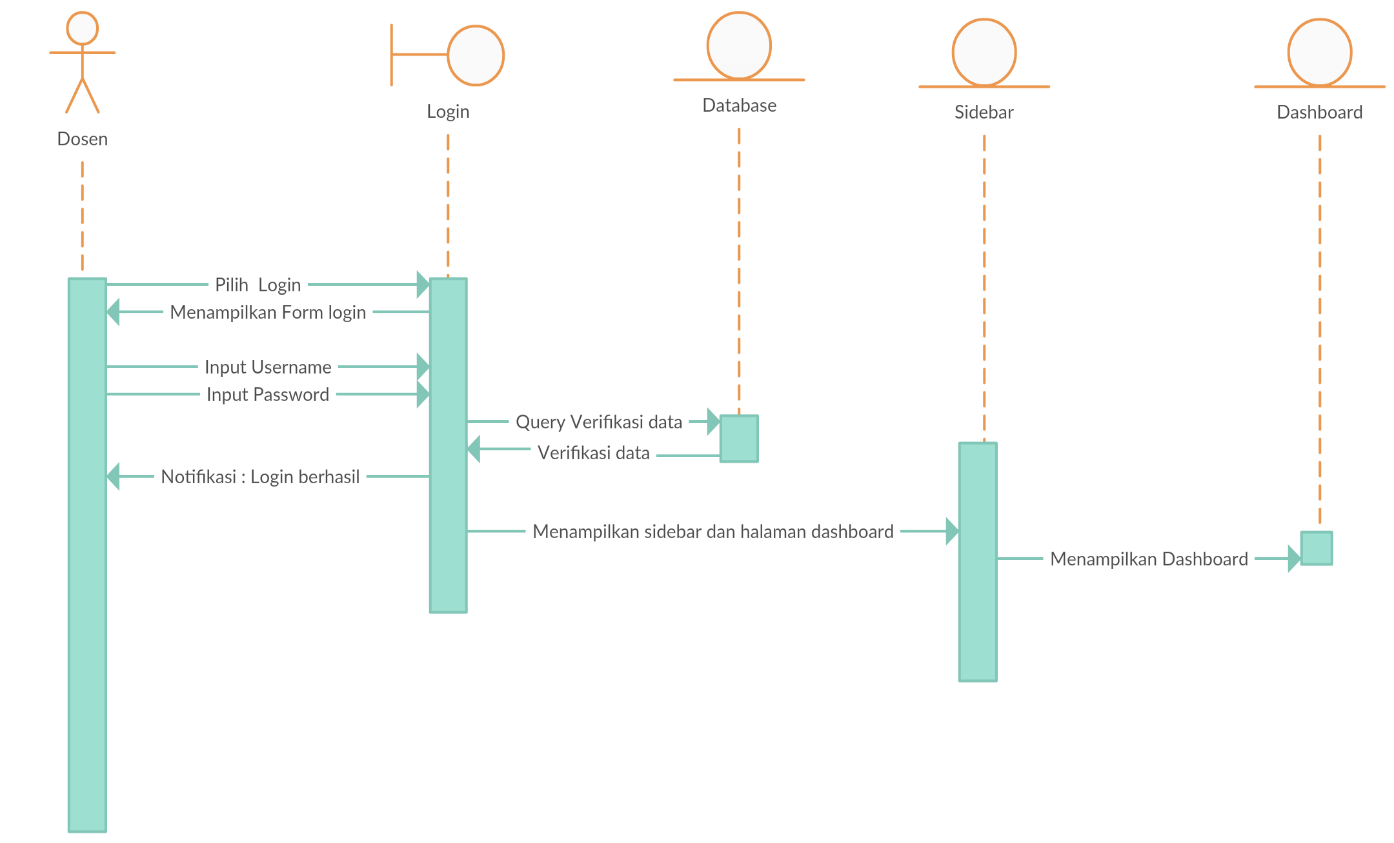 Dosen
Login
Database
Sidebar
Dashboard
Pilih  Login
Menampilkan Form login
Input Username
Input Password
Query Verifikasi data
Verifikasi data
Notifikasi : Login berhasil
Menampilkan sidebar dan halaman dashboard
Menampilkan Dashboard